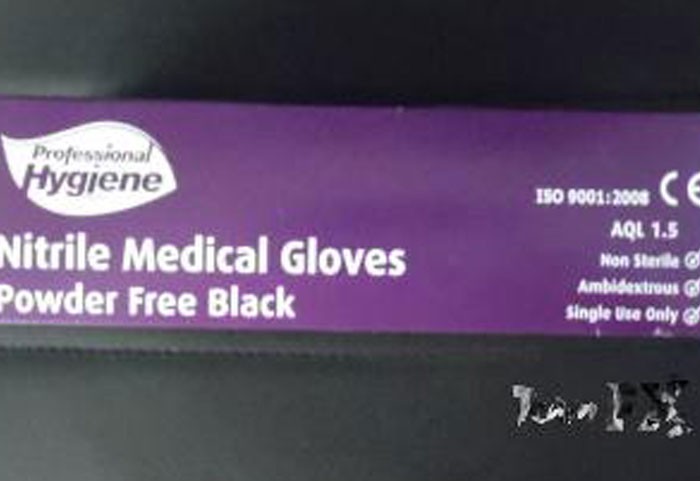 Professional
Hygiene
Nitrile Medical Gloves
Powder Free Black
ISO 9001:2008 CE
AQL 1.5
Non Sterile
Ambidextrous
Single Use Only